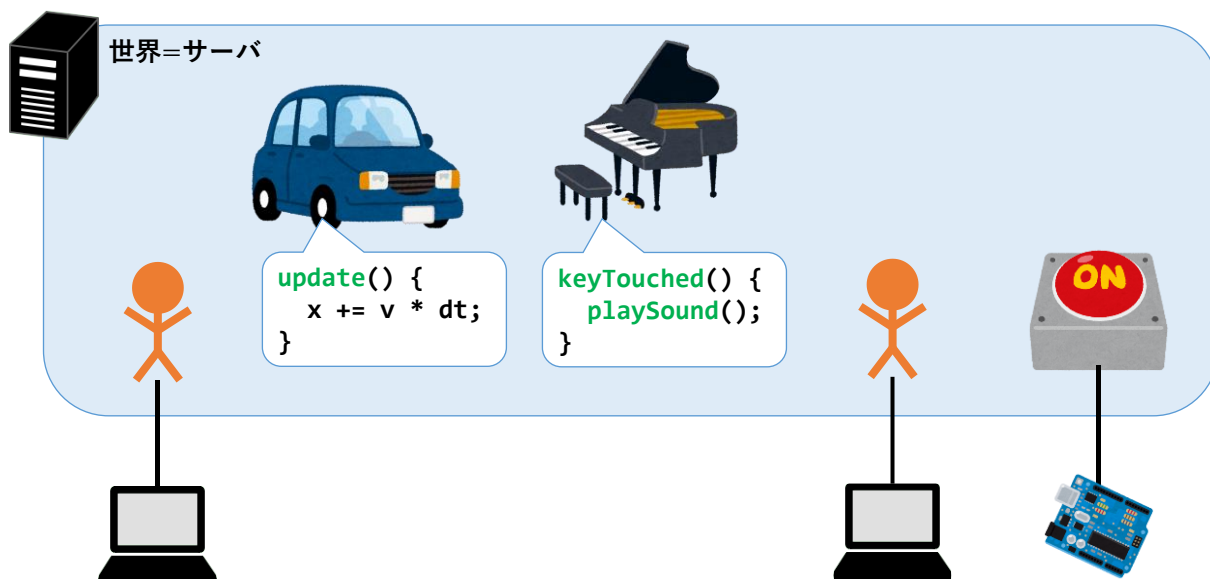 世界=サーバ
update() {
  x += v * dt;
}
keyTouched() {
  playSound();
}
ON